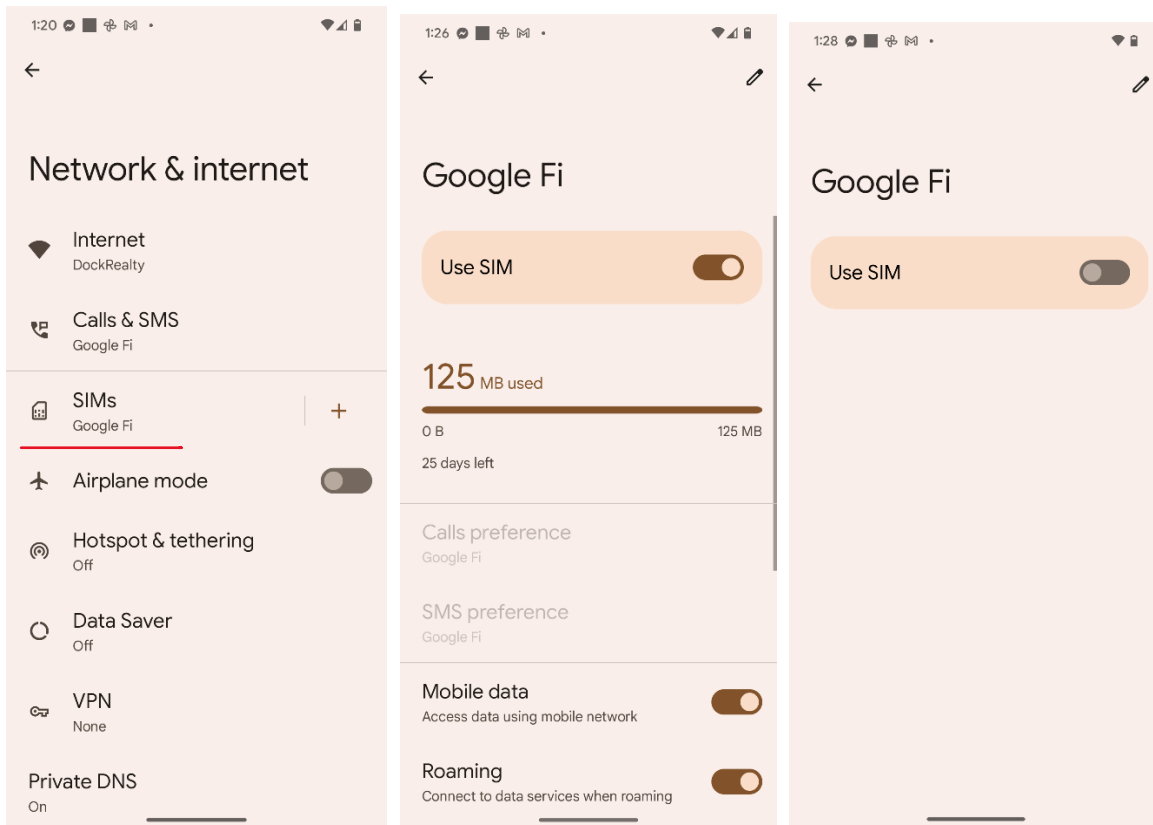 1:20
Network & internet
Internet
DockRealty
Calls & SMS
Google Fi
SIMs
Google Fi
Airplane mode
Hotspot & tethering
Off
Data Saver
Off
VPN
None
Private DNS
On
1:26
Google Fi
Use SIM
125 MB used
0 B
125 MB
25 days left
Calls preference
Google Fi
SMS preference
Google Fi
Mobile data
Access data using mobile network
Roaming
Connect to data services when roaming
1:28
Google Fi
Use SIM